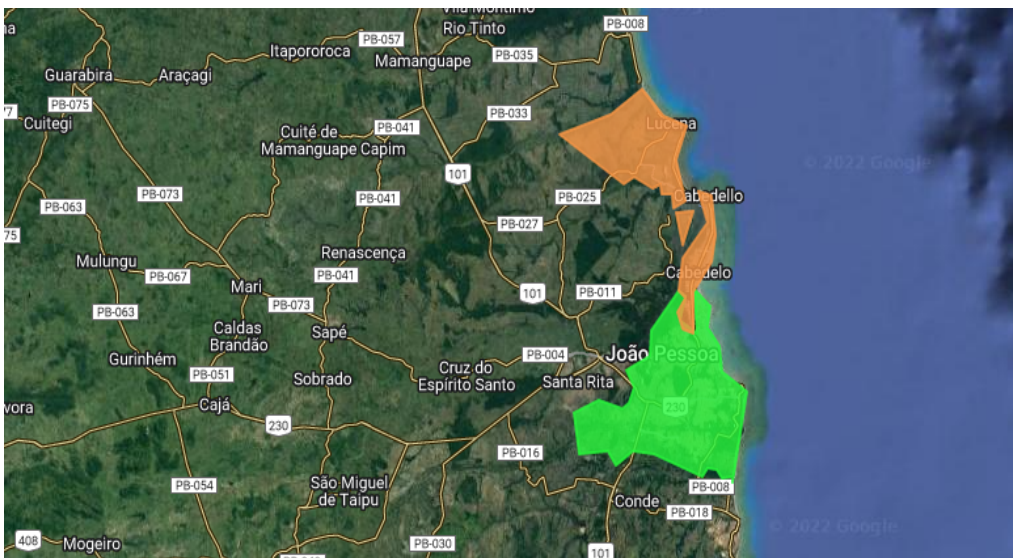 Vila Monitmo
PB-008
Rio Tinto
PB-057
Itapororoca
PB-035
Mamanguape
Guarabira
Araçagi
PB-075
PB-033
Cuitegi
Lucena
PB-041
Cuité de
Mamanguape Capim
© 2022 Google
101
PB-073
PB-041
PB-025
Cabedello
PB-063
PB-027
Renascença
Mulungu
PB-067
PB-041
Cabedelo
Mari
PB-011
101
PB-073
PB-063
Caldas
Brandão
Sapé
Gurinhém
PB-004
João Pessoa
Cruz do
Espírito Santo
PB-051
Sobrado
Santa Rita
vora
Cajá
230
230
PB-016
PB-054
São Miguel
de Taipu
PB-008
Conde
PB-018
© 2022 Google
408
Mogeiro
PB-030
101